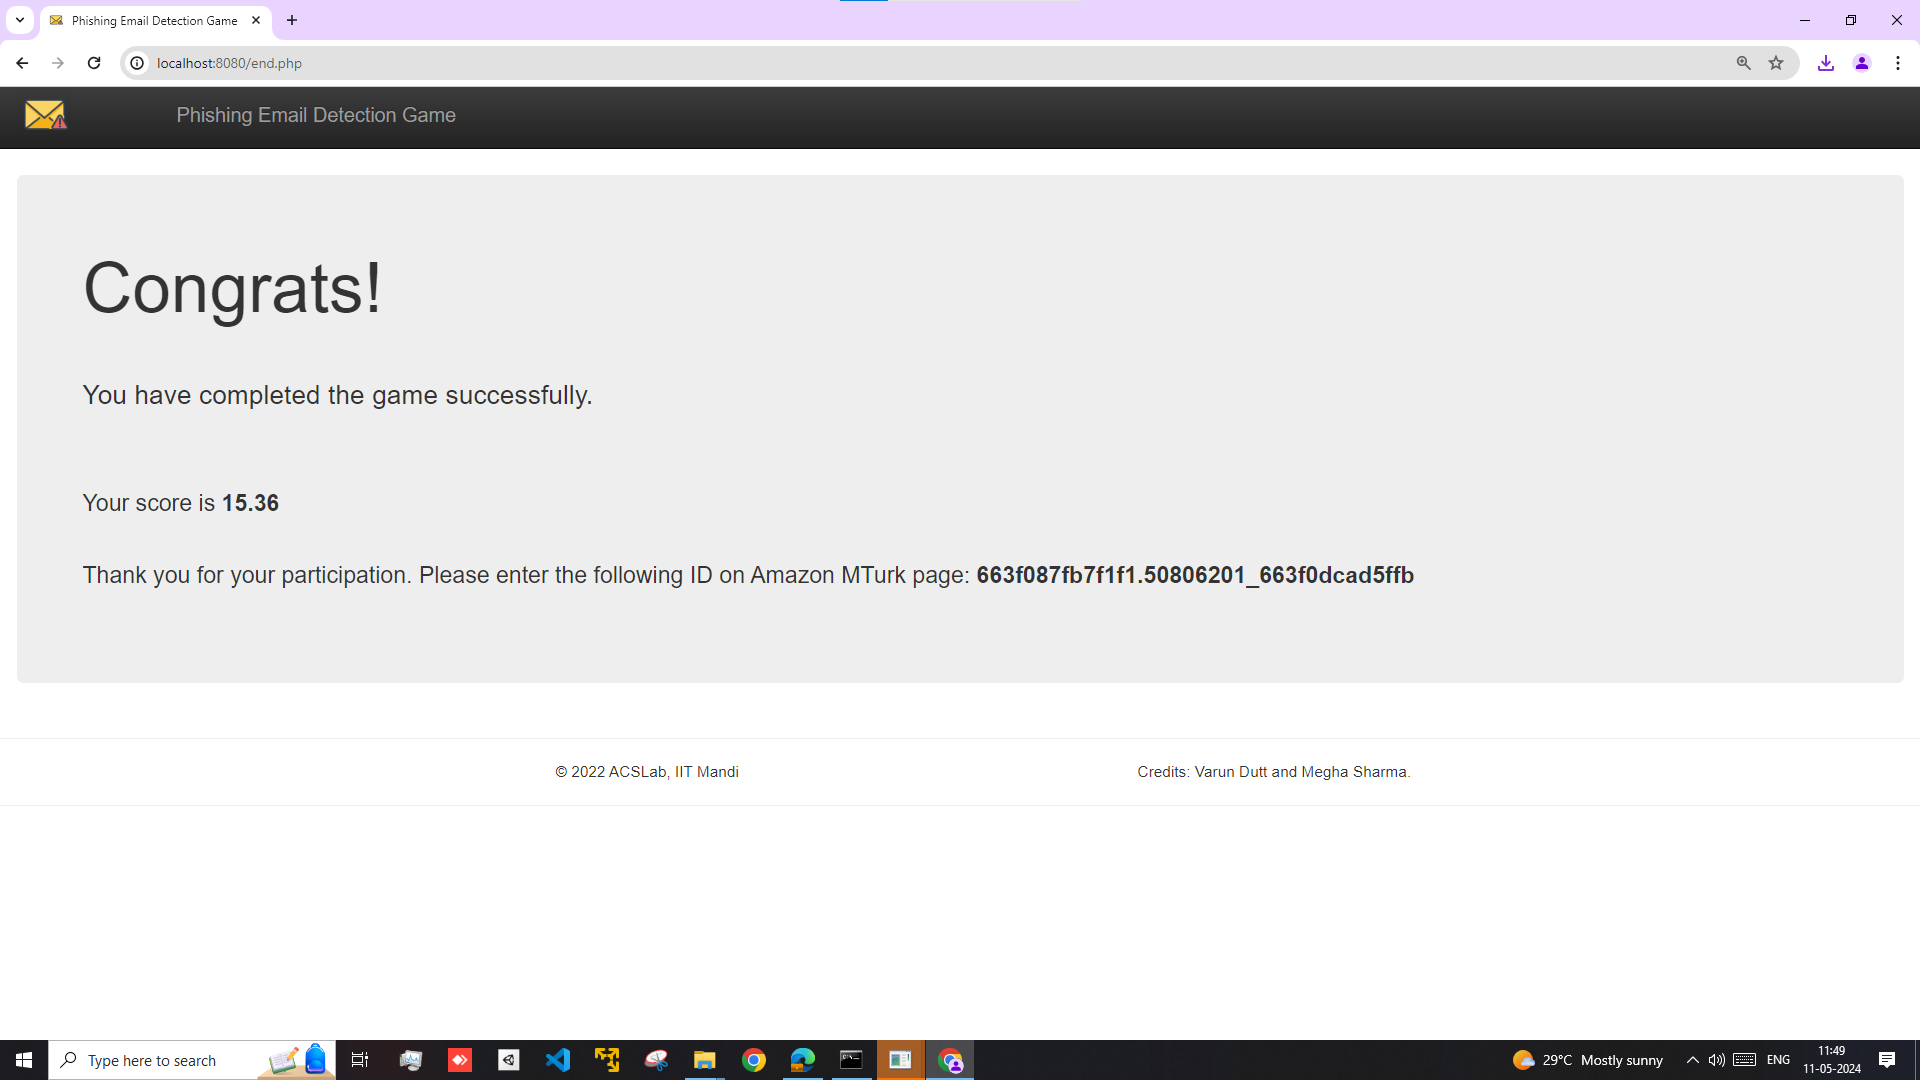 Phishing Email Detection Game
localhost:8080/end.php
Phishing Email Detection Game
Congrats!
You have completed the game successfully.
Your score is 15.36
Thank you for your participation. Please enter the following ID on Amazon MTurk page: 663f087fb7f1f1.50806201_663f0dcad5ffb
© 2022 ACSLab, IIT Mandi
Credits: Varun Dutt and Megha Sharma.
Type here to search
29°C Mostly sunny
ENG
11:49
11-05-2024